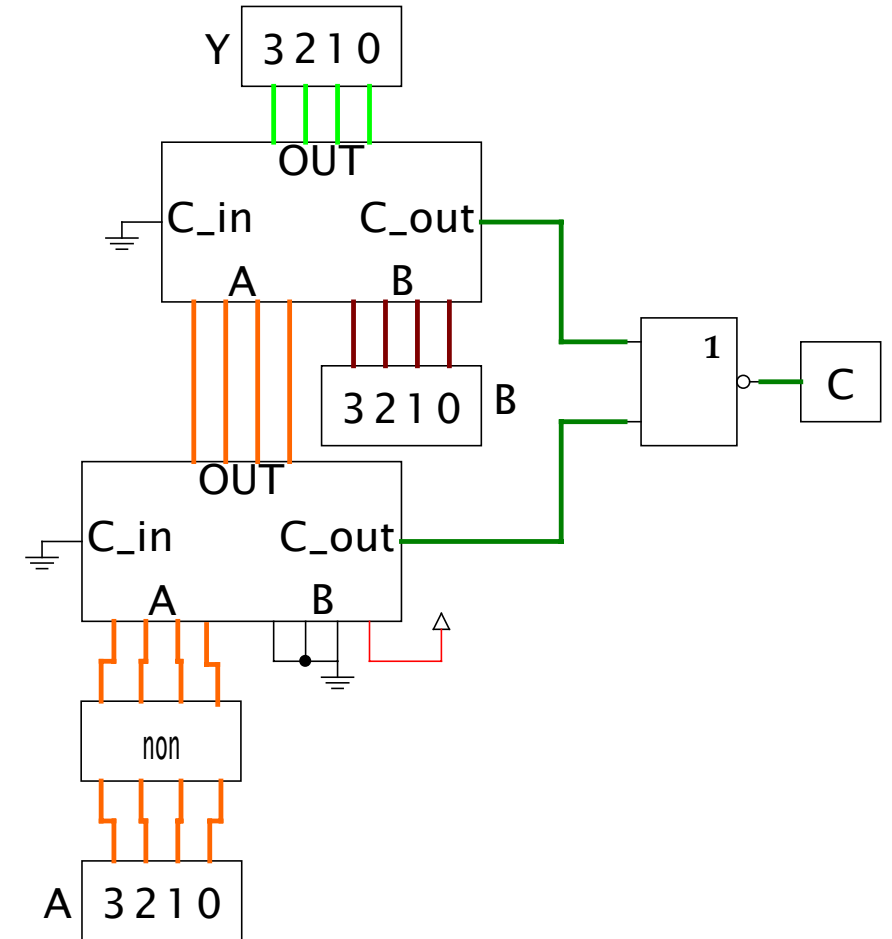 Y 3 2 1 0
OUT
C_in C_out
A B
3 2 1 0 B
1
C
OUT
C_in C_out
A B
non
A 3 2 1 0